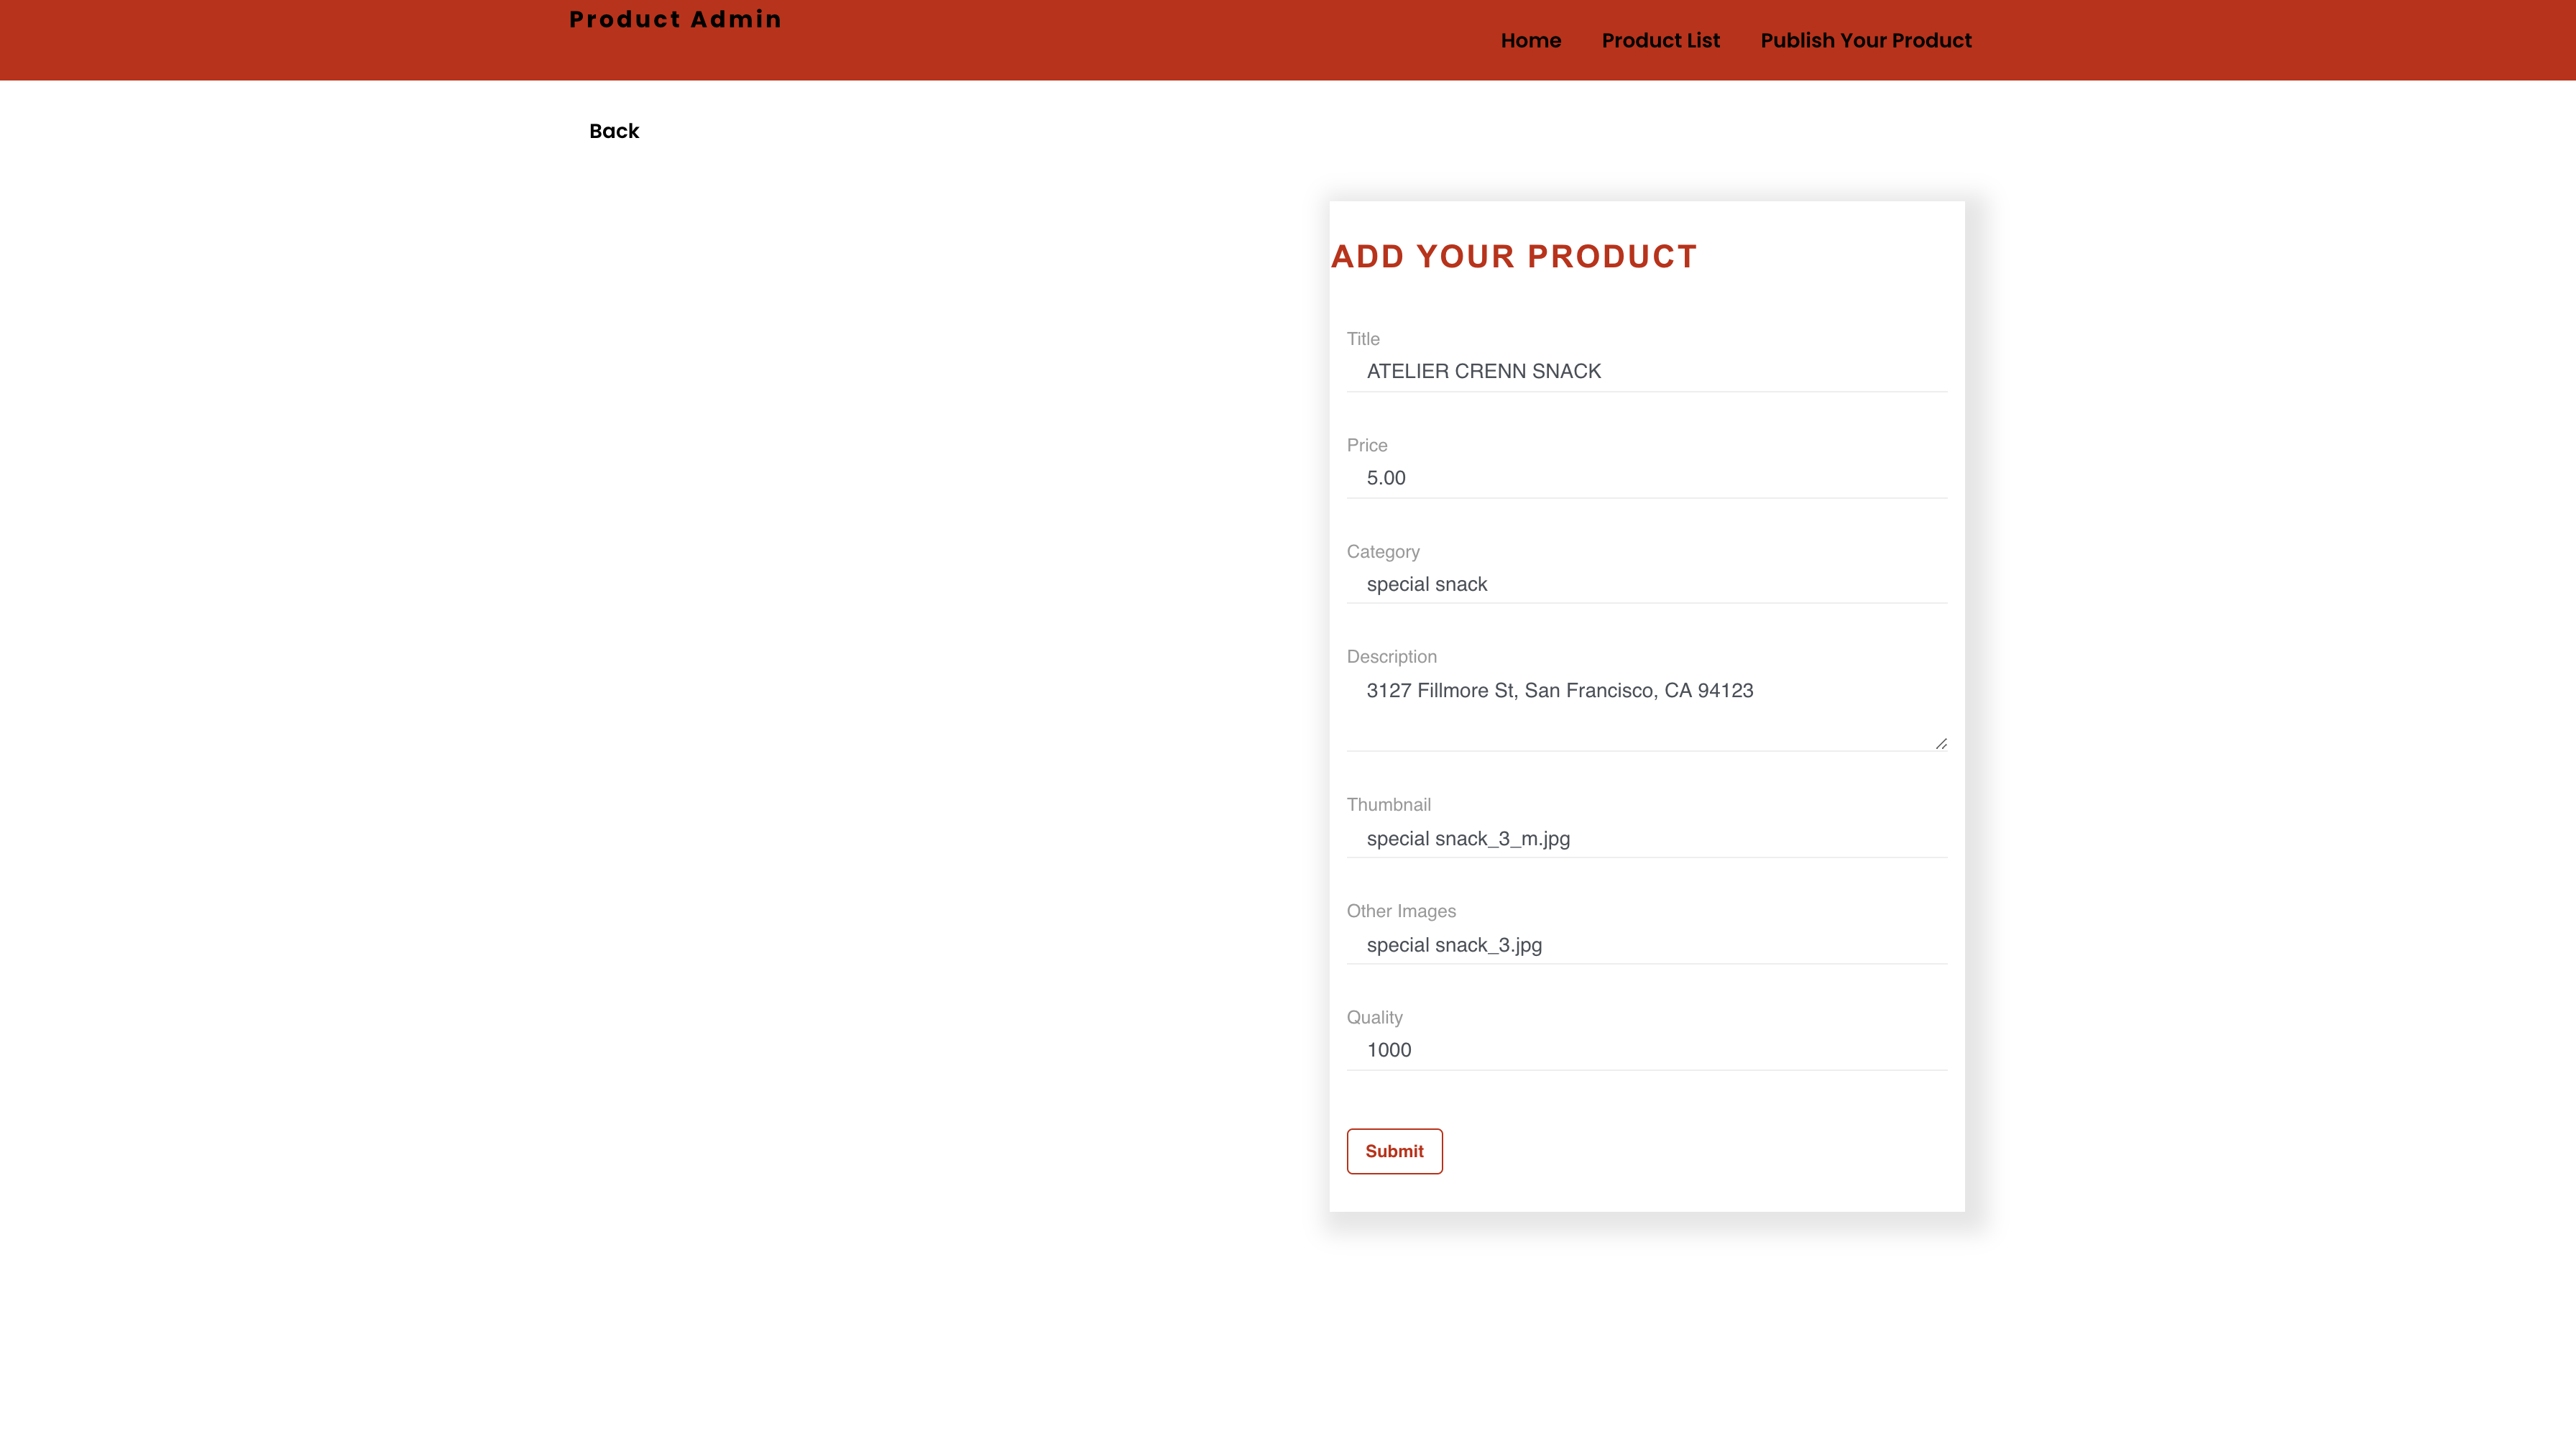 Product Admin
Home
Product List
Publish Your Product
Back
ADD YOUR PRODUCT
Title
ATELIER CRENN SNACK
Price
5.00
Category
special snack
Description
3127 Fillmore St, San Francisco, CA 94123
Thumbnail
special snack_3_m.jpg
Other Images
special snack_3.jpg
Quality
1000
Submit